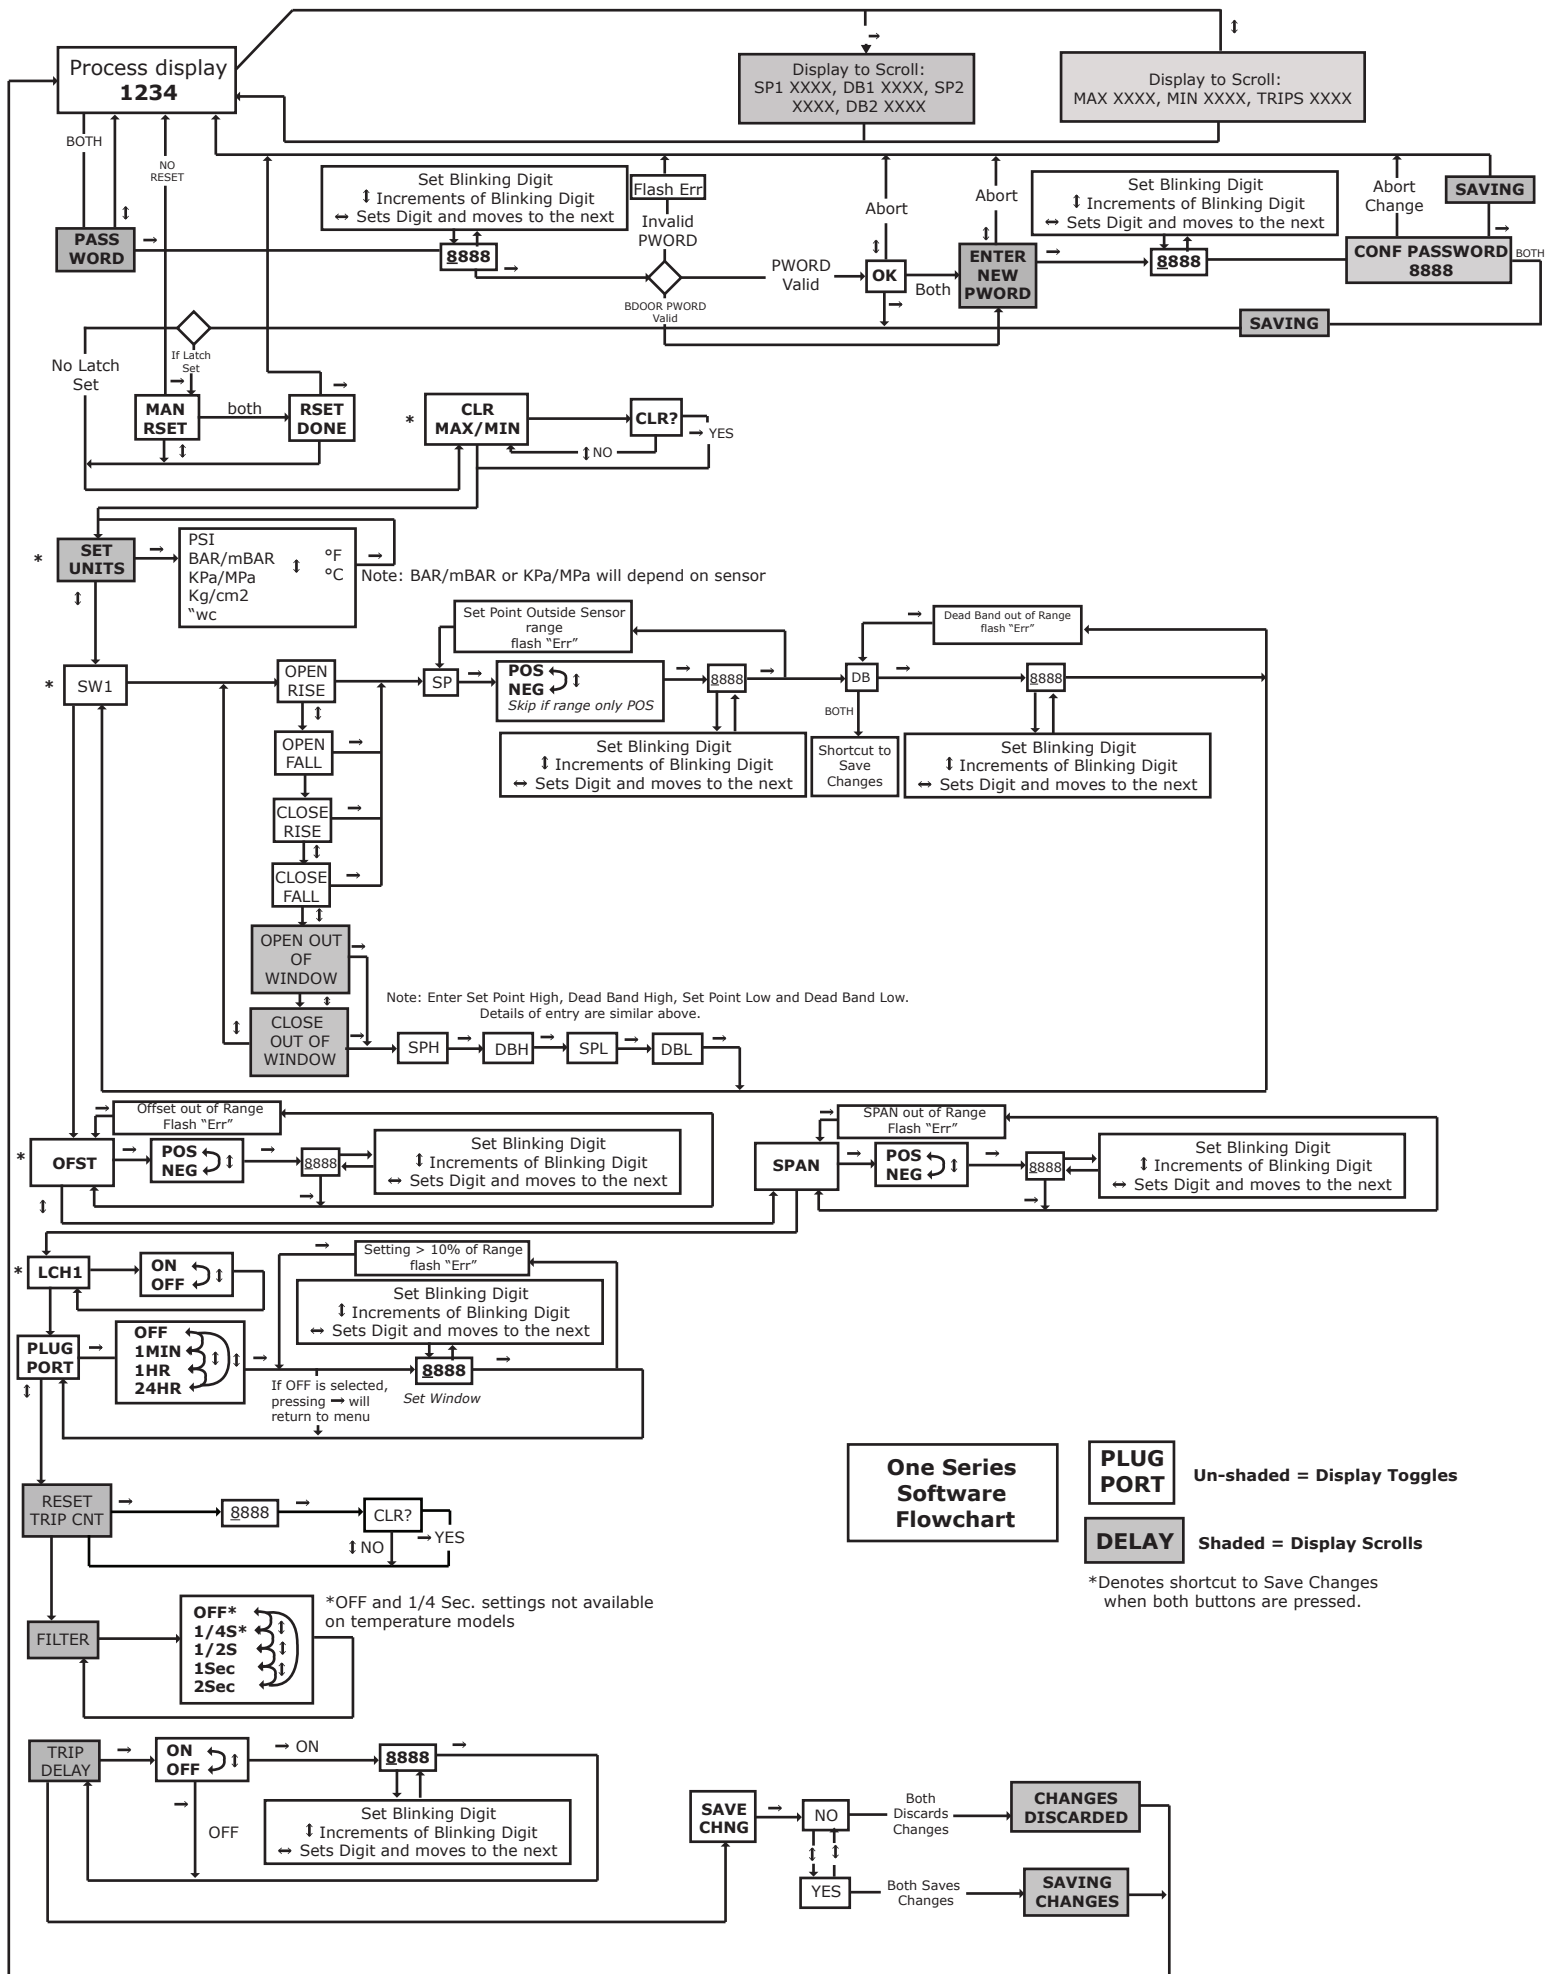 Process display
1234
BOTH
NO
RESET
Display to Scroll:
SP1 XXXX, DB1 XXXX, SP2
XXXX, DB2 XXXX
Display to Scroll:
MAX XXXX, MIN XXXX, TRIPS XXXX
PASS
WORD
Set Blinking Digit
↕ Increments of Blinking Digit
↔ Sets Digit and moves to the next
8888
Flash Err
Invalid
PWORD
BDOOR PWORD
Valid
PWORD
Valid
Abort
OK
Both
Abort
ENTER
NEW
PWORD
Set Blinking Digit
↕ Increments of Blinking Digit
↔ Sets Digit and moves to the next
8888
Abort
Change
SAVING
CONF PASSWORD
8888
BOTH
SAVING
No Latch
Set
If Latch
Set
MAN
RSET
both
RSET
DONE
*
CLR
MAX/MIN
CLR?
→ YES
↕ NO
*
SET
UNITS
PSI
BAR/mBAR
KPa/MPa
Kg/cm2
“wc
°F
°C
Note: BAR/mBAR or KPa/MPa will depend on sensor
*
SW1
OPEN
RISE
OPEN
FALL
CLOSE
RISE
CLOSE
FALL
OPEN OUT
OF
WINDOW
CLOSE
OUT OF
WINDOW
Set Point Outside Sensor
range
flash “Err”
SP
POS
NEG
Skip if range only POS
8888
Set Blinking Digit
↕ Increments of Blinking Digit
↔ Sets Digit and moves to the next
Dead Band out of Range
flash “Err”
DB
BOTH
Shortcut to
Save
Changes
8888
Set Blinking Digit
↕ Increments of Blinking Digit
↔ Sets Digit and moves to the next
Note: Enter Set Point High, Dead Band High, Set Point Low and Dead Band Low.
Details of entry are similar above.
SPH
DBH
SPL
DBL
Offset out of Range
Flash “Err”
*
OFST
POS
NEG
8888
Set Blinking Digit
↕ Increments of Blinking Digit
↔ Sets Digit and moves to the next
SPAN out of Range
Flash “Err”
SPAN
POS
NEG
8888
Set Blinking Digit
↕ Increments of Blinking Digit
↔ Sets Digit and moves to the next
*
LCH1
ON
OFF
Setting > 10% of Range
flash “Err”
Set Blinking Digit
↕ Increments of Blinking Digit
↔ Sets Digit and moves to the next
PLUG
PORT
OFF
1MIN
1HR
24HR
If OFF is selected,
pressing → will
return to menu
8888
Set Window
RESET
TRIP CNT
8888
CLR?
→ YES
↕ NO
FILTER
OFF*
1/4S*
1/2S
1Sec
2Sec
*OFF and 1/4 Sec. settings not available
on temperature models
One Series
Software
Flowchart
PLUG
PORT
Un-shaded = Display Toggles
DELAY
Shaded = Display Scrolls
*Denotes shortcut to Save Changes
when both buttons are pressed.
TRIP
DELAY
ON
OFF
→ ON
OFF
8888
Set Blinking Digit
↕ Increments of Blinking Digit
↔ Sets Digit and moves to the next
SAVE
CHNG
NO
Both
Discards
Changes
CHANGES
DISCARDED
YES
Both Saves
Changes
SAVING
CHANGES